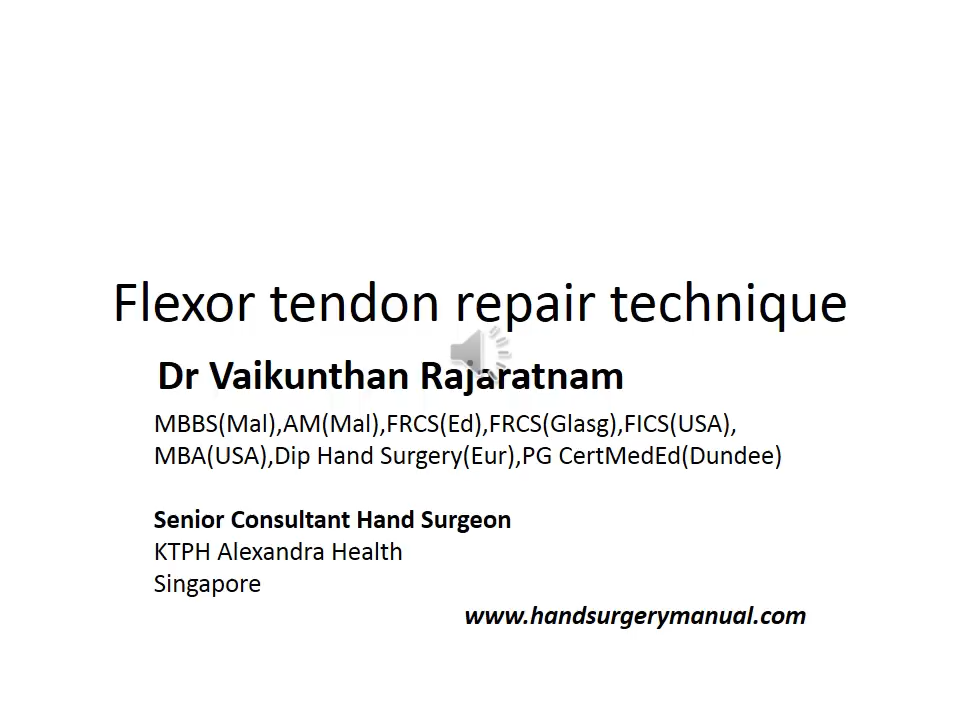 Flexor tendon repair technique
Dr Vaikunthan Rajaratnam
MBBS(Mal),AM(Mal),FRCS(Ed),FRCS(Glasg),FICS(USA),
MBA(USA),Dip Hand Surgery(Eur),PG CertMedEd(Dundee)
Senior Consultant Hand Surgeon
KTPH Alexandra Health
Singapore
www.handsurgerymanual.com